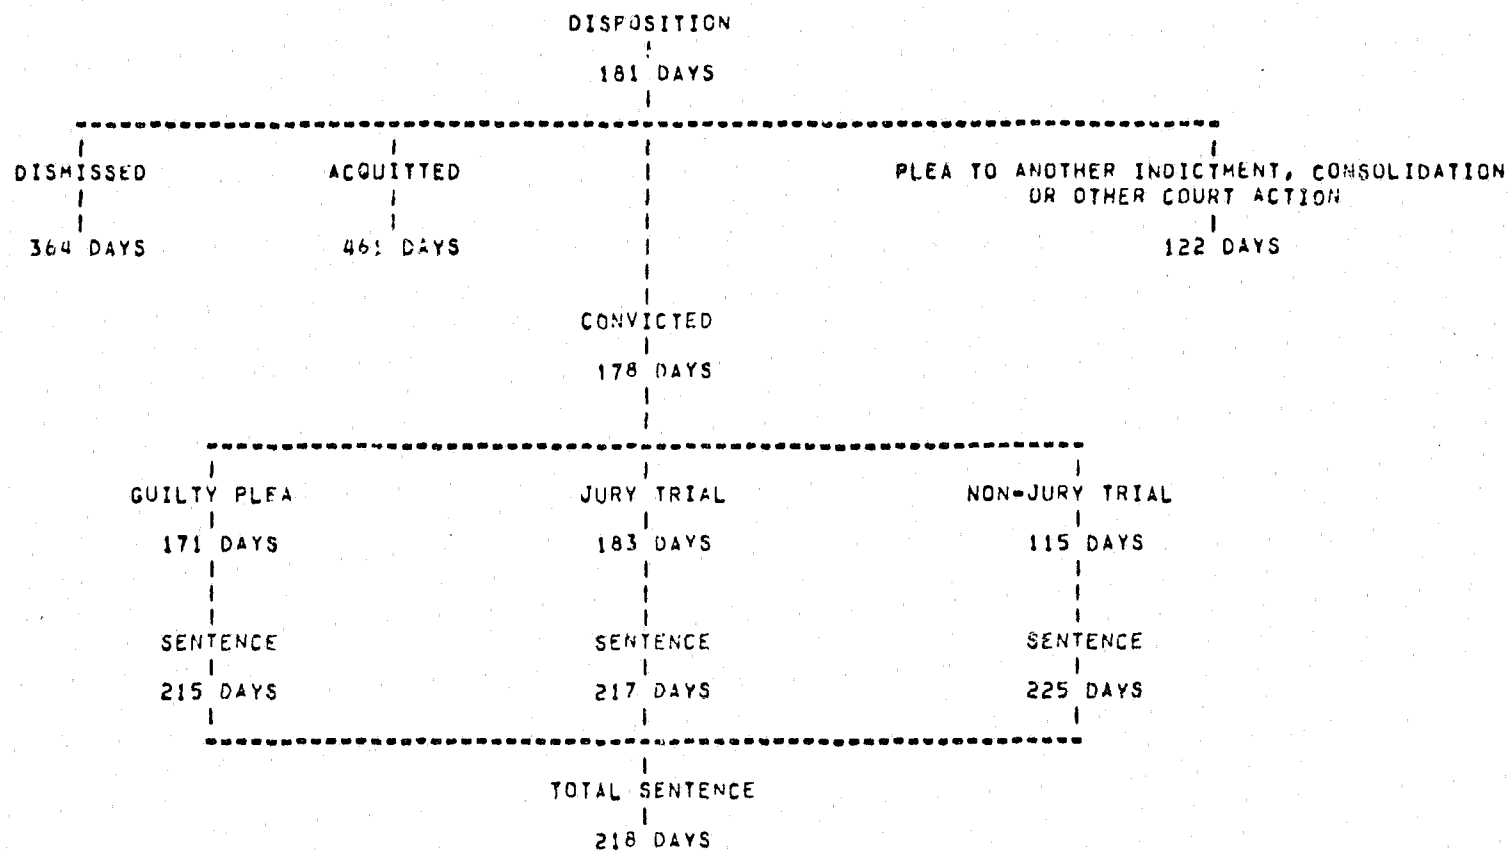 DISPOSITION
181 DAYS
DISMISSED ACQUITTED PLEA TO ANOTHER INDICTMENT, CONSOLIDATION
OR OTHER COURT ACTION
364 DAYS 461 DAYS 122 DAYS
CONVICTED
178 DAYS
GUILTY PLEA JURY TRIAL NON-JURY TRIAL
171 DAYS 183 DAYS 115 DAYS
SENTENCE SENTENCE SENTENCE
215 DAYS 217 DAYS 225 DAYS
TOTAL SENTENCE
218 DAYS